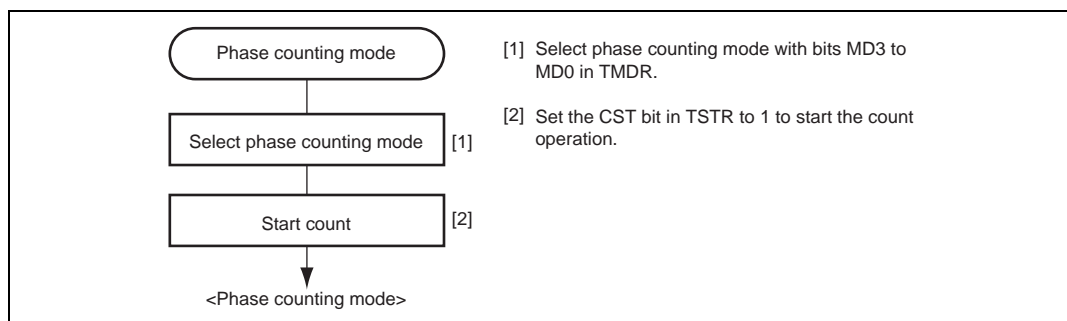 Phase counting mode
Select phase counting mode
[1]
Start count
[2]
<Phase counting mode>
[1] Select phase counting mode with bits MD3 to
MD0 in TMDR.
[2] Set the CST bit in TSTR to 1 to start the count
operation.